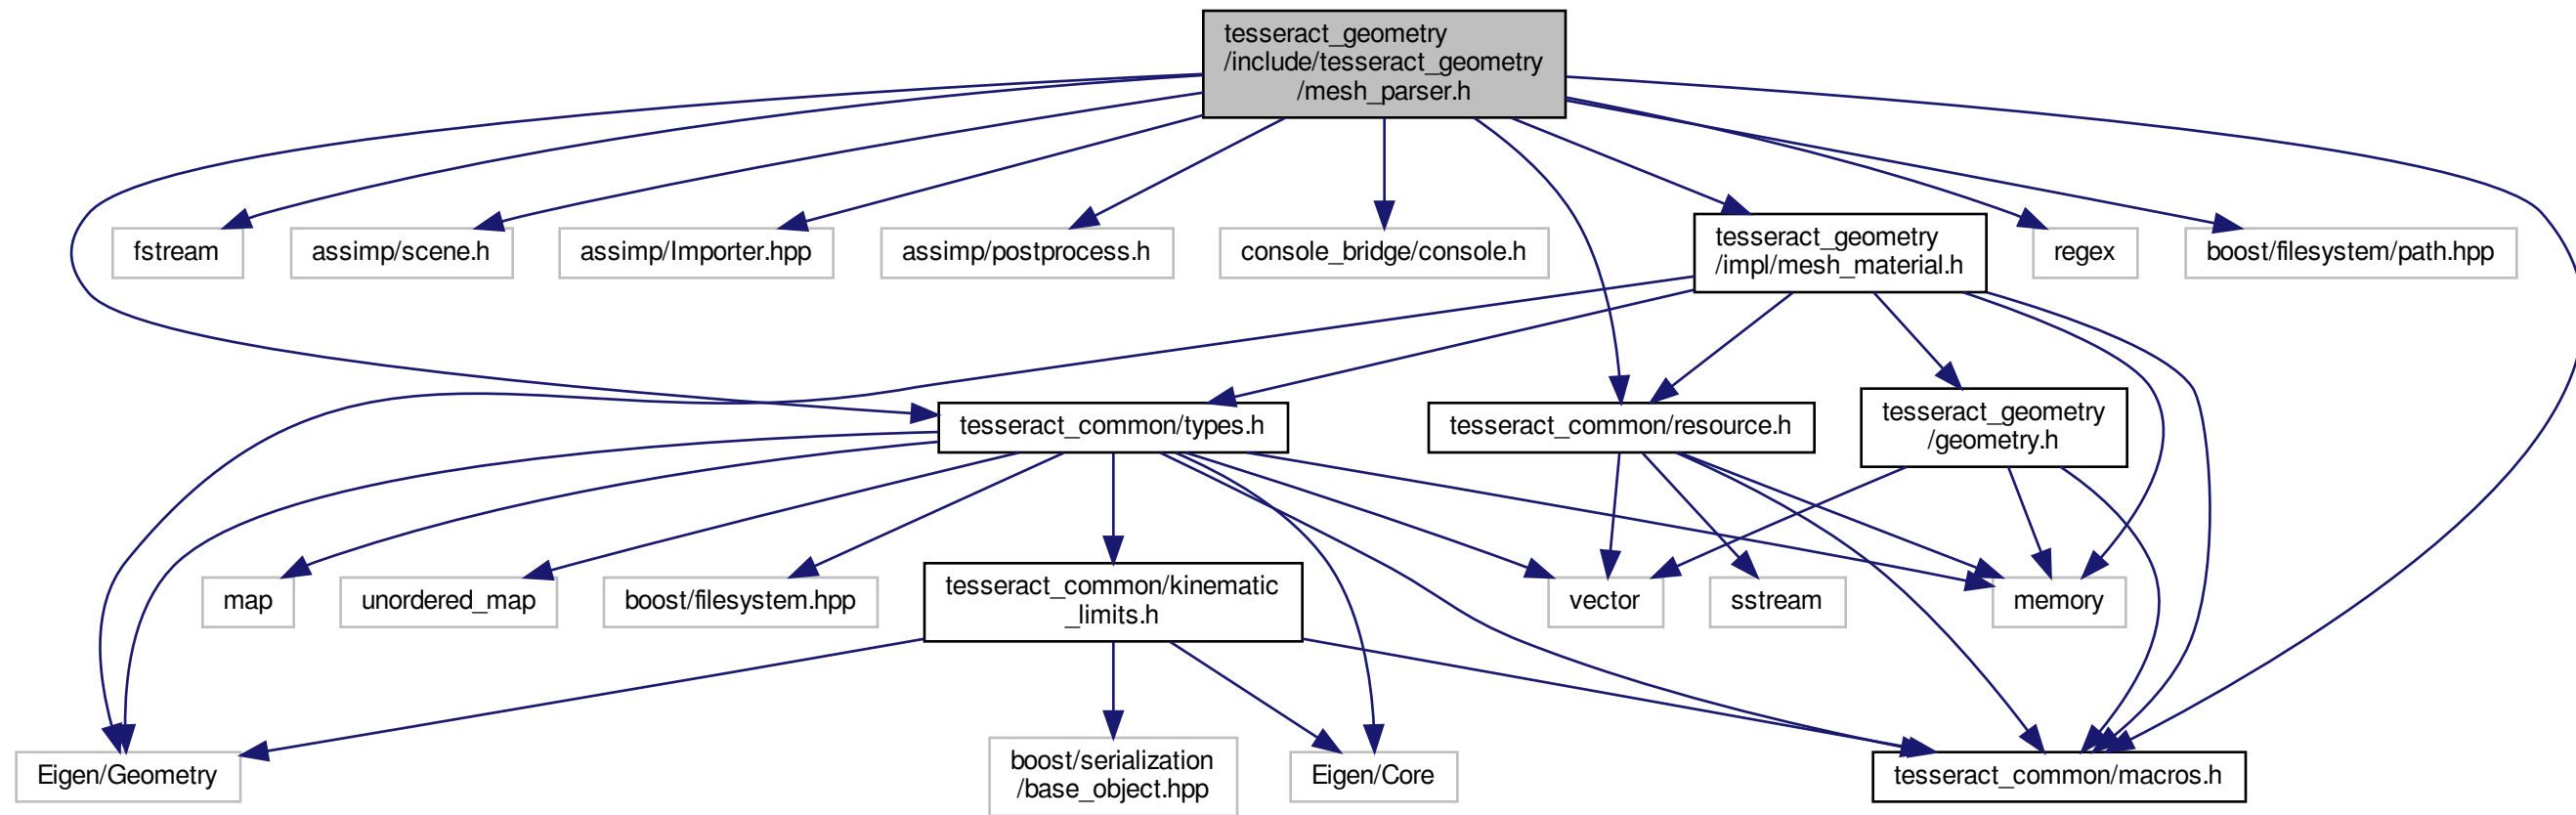 tesseract_geometry
/include/tesseract_geometry
/mesh_parser.h
fstream
assimp/scene.h
assimp/Importer.hpp
assimp/postprocess.h
console_bridge/console.h
tesseract_geometry
/impl/mesh_material.h
regex
boost/filesystem/path.hpp
tesseract_common/types.h
tesseract_common/resource.h
tesseract_geometry
/geometry.h
map
unordered_map
boost/filesystem.hpp
tesseract_common/kinematic
_limits.h
vector
sstream
memory
Eigen/Geometry
boost/serialization
/base_object.hpp
Eigen/Core
tesseract_common/macros.h